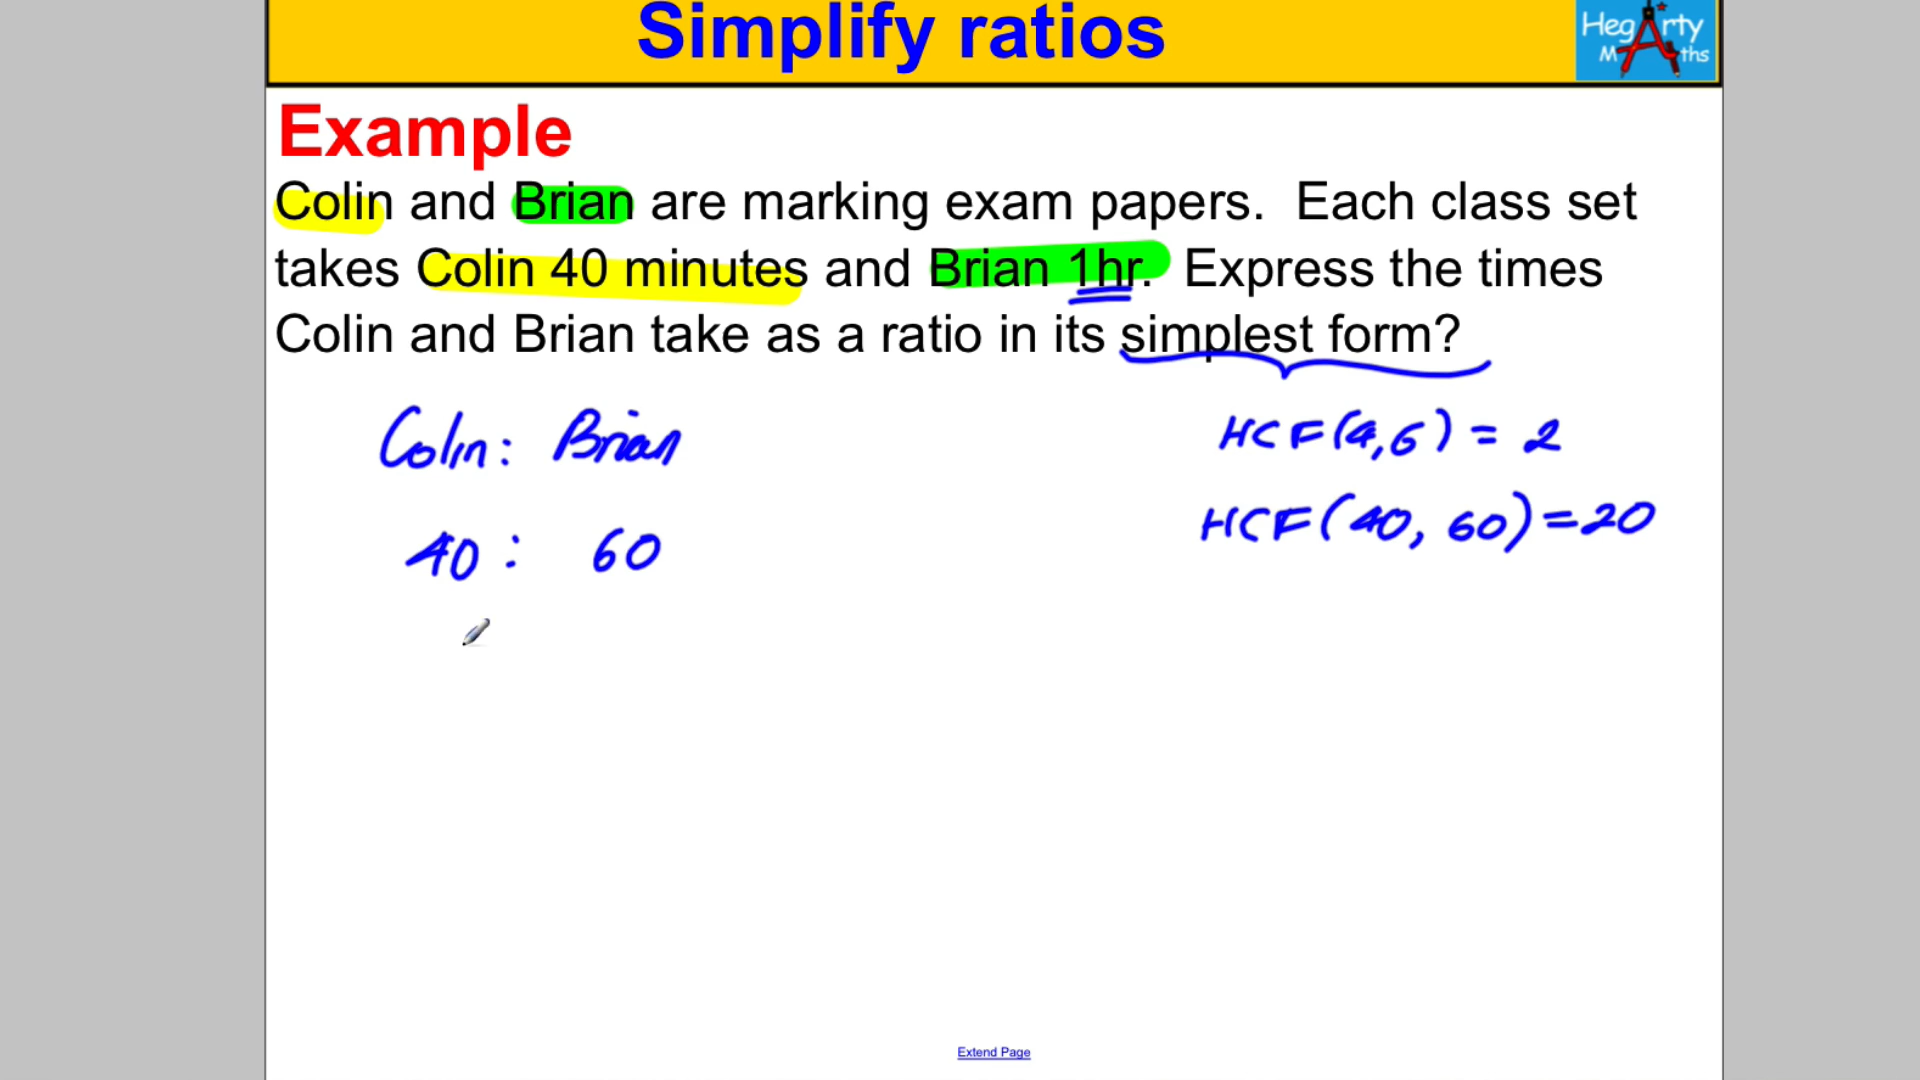 Simplify ratios
Hegarty
Maths
Example
Colin and Brian are marking exam papers. Each class set
takes Colin 40 minutes and Brian 1hr. Express the times
Colin and Brian take as a ratio in its simplest form?
Colin: Brian
40 : 60
HCF(4,6) = 2
HCF(40, 60)=20
Extend Page